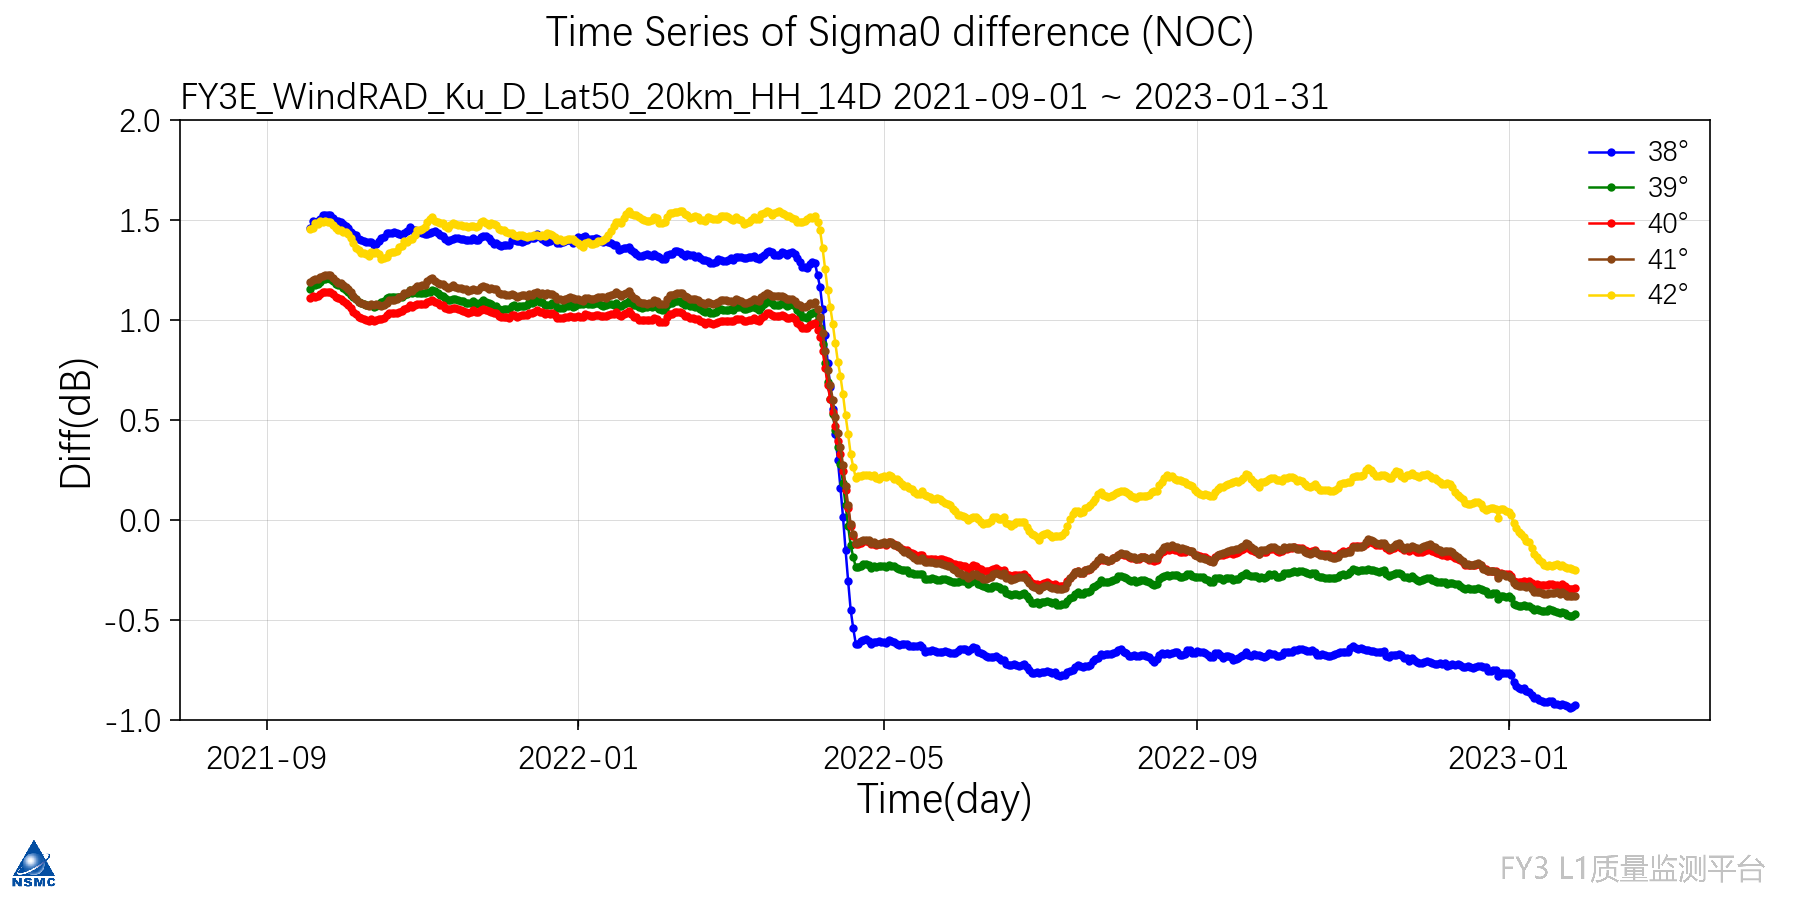 Time Series of Sigma0 difference (NOC)
FY3E_WindRAD_Ku_D_Lat50_20km_HH_14D 2021-09-01 ~ 2023-01-31
2.0
1.5
1.0
0.5
0.0
-0.5
-1.0
Diff(dB)
38°
39°
40°
41°
42°
2021-09
2022-01
2022-05
2022-09
2023-01
Time(day)
NSMC
FY3 L1质量监测平台